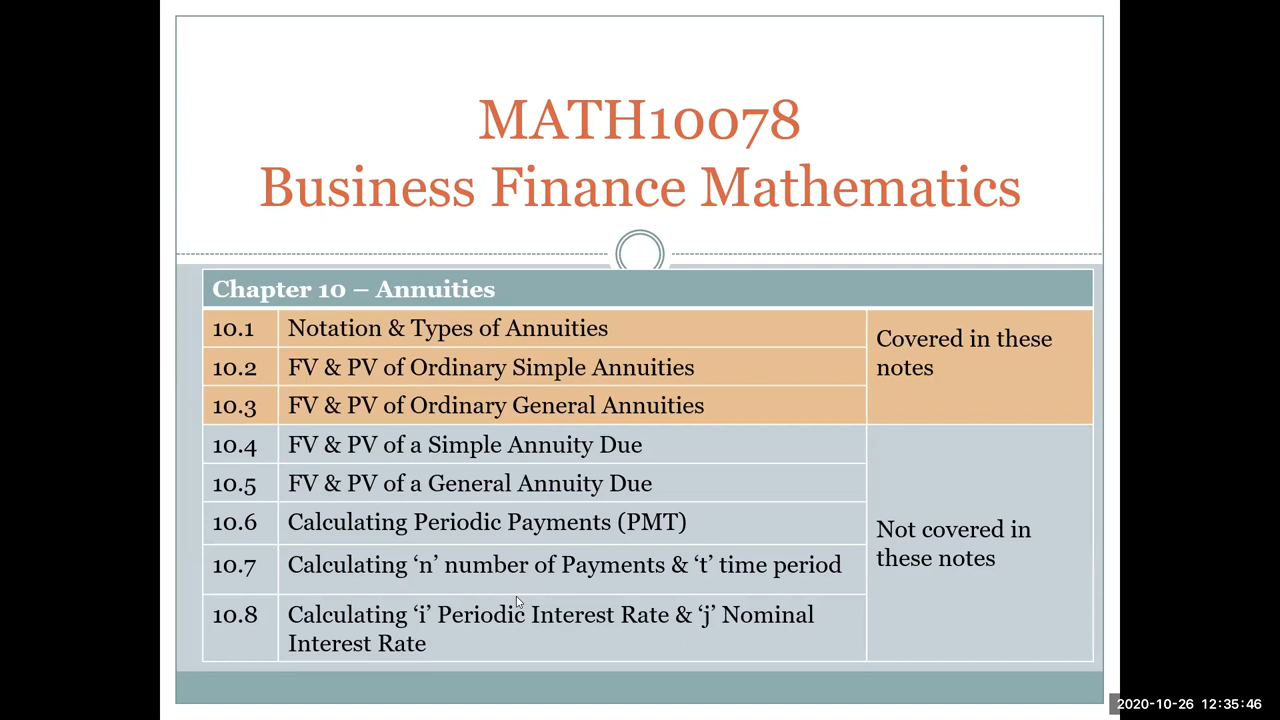 MATH10078
Business Finance Mathematics
Chapter 10 – Annuities
10.1 Notation & Types of Annuities
Covered in these
notes
10.2 FV & PV of Ordinary Simple Annuities
10.3 FV & PV of Ordinary General Annuities
10.4 FV & PV of a Simple Annuity Due
10.5 FV & PV of a General Annuity Due
10.6 Calculating Periodic Payments (PMT)
Not covered in
these notes
10.7 Calculating ‘n’ number of Payments & ‘t’ time period
10.8 Calculating ‘i’ Periodic Interest Rate & ‘j’ Nominal
Interest Rate
2020-10-26 12:35:46